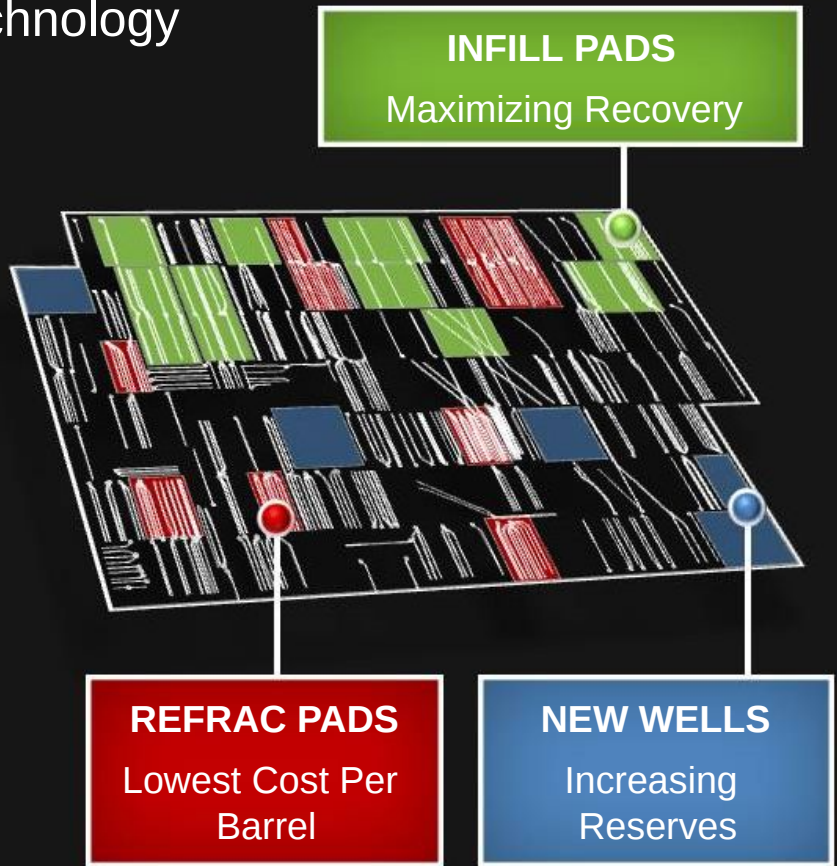 chnology
INFILL PADS
Maximizing Recovery
REFRAC PADS
Lowest Cost Per
Barrel
NEW WELLS
Increasing
Reserves